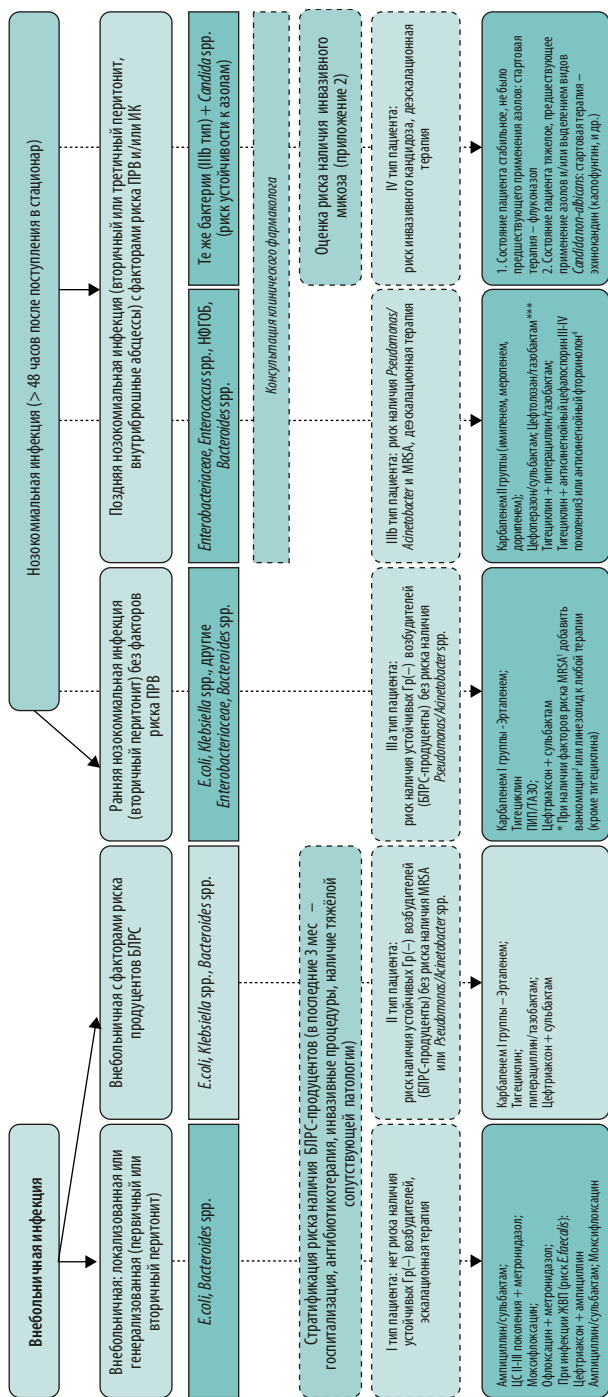 Внебольничная инфекция
Нозокомиальная инфекция (> 48 часов после поступления в стационар)
Внебольничная: локализованная или
генерализованная (первичный или
вторичный перитонит)
Внебольничная с факторами риска
продуцентов БЛРС
Ранняя нозокомиальная инфекция
(вторичный перитонит) без факторов
риска ПРВ
Поздняя нозокомиальная инфекция (вторичный или третичный перитонит,
внутрибрюшные абсцессы) с факторами риска ПРВ и/или ИК
E.coli, Bacteroides spp.
E.coli, Klebsiella spp., Bacteroides spp.
E.coli, Klebsiella spp., другие
Enterobacteriaceae, Bacteroides spp.
Enterobacteriaceae, Enterococcus spp., НФГОБ,
Bacteroides spp.
Те же бактерии (IIIb тип) + Candida spp.
(риск устойчивости к азолам)
Консультация клинического фармаколога
Стратификация риска наличия БЛРС-продуцентов (в последние 3 мес –
госпитализация, антибиотикотерапия, инвазивные процедуры, наличие тяжёлой
сопутствующей патологии)
Оценка риска наличия инвазивного
микоза (приложение 2)
I тип пациента: нет риска наличия
устойчивых Гр(–) возбудителей,
эскалационная терапия
II тип пациента:
риск наличия устойчивых Гр(–) возбудителей
(БЛРС-продуценты) без риска наличия MRSA
или Pseudomonas/Acinetobacter spp.
IIIa тип пациента:
риск наличия устойчивых Гр(–) возбудителей
(БЛРС-продуценты) без риска наличия
Pseudomonas/Acinetobacter spp.
IIIb тип пациента: риск наличия Pseudomonas/
Acinetobacter и MRSA, деэскалационная терапия
IV тип пациента:
риск инвазивного кандидоза, деэскалационная
терапия
Ампициллин/сульбактам;
ЦС II-III поколения + метронидазол;
Моксифлоксацин;
Офлоксацин + метронидазол;
При инфекции ЖВП (риск E.faecalis):
Цефтриаксон + ампициллин
Ампициллин/сульбактам; Моксифлоксацин
Карбапенем I группы – Эртапенем;
Тигециклин;
пиперациллин/тазобактам;
Цефтриаксон + сульбактам
Карбапенем I группы -Эртапенем;
Тигециклин
ПИП/ТАЗО;
Цефтриаксон + сульбактам
* При наличии факторов риска MRSA¹ добавить
ванкомицин² или линезолид к любой терапии
(кроме тигециклина)
Карбапенем II группы (имипенем, меропенем,
дорипенем);
Цефоперазон/сульбактам; Цефтолозан/тазобактам***
Тигециклин + пиперациллин/тазобактам;
Тигециклин + антисинегнойный цефалоспорин III-IV
поколения3 или антисинегнойный фторхинолон⁴
1. Состояние пациента стабильное, не было
предшествующего применения азолов: стартовая
терапия – флуконазол
2. Состояние пациента тяжелое, предшествующее
применение азолов и/или выделением видов
Candida non-albicans: стартовая терапия –
эхинокандин (каспофунгин, и др.)